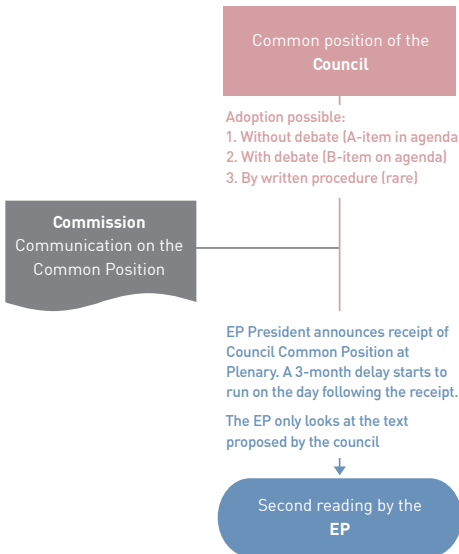 Common position of the
Council
Adoption possible:
1. Without debate (A-item in agenda
2. With debate (B-item on agenda)
3. By written procedure (rare)
Commission
Communication on the
Common Position
EP President announces receipt of
Council Common Position at
Plenary. A 3-month delay starts to
run on the day following the receipt.
The EP only looks at the text
proposed by the council
Second reading by the
EP